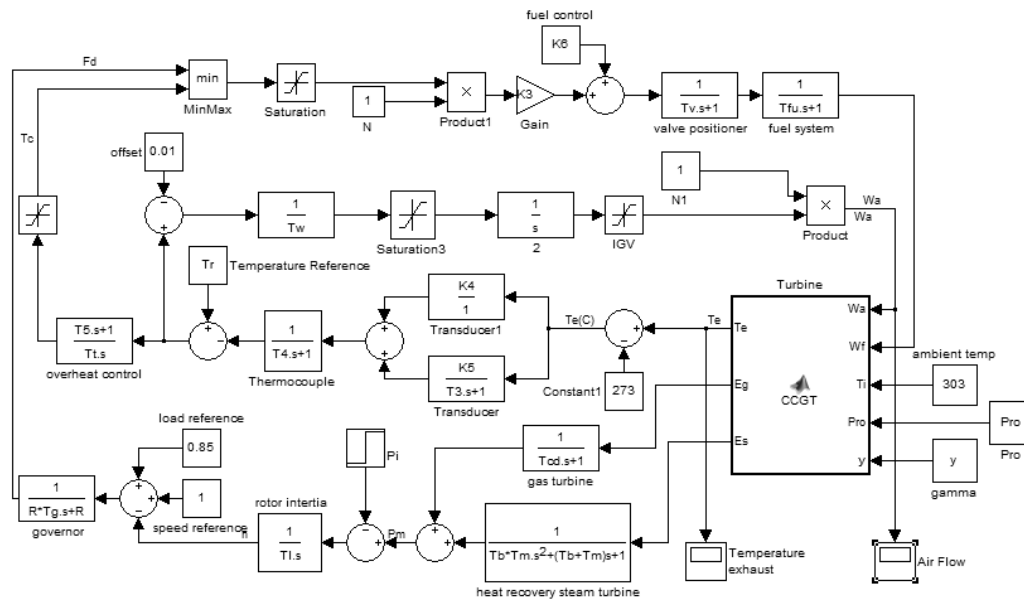 fuel control
K6
Fd
min
MinMax
Saturation
1
N
×
Product1
K3
Gain
+
+
1
Tv.s+1
valve positioner
1
Tfu.s+1
fuel system
Tc
offset
0.01
−
+
1
Tw
Saturation3
1
s
2
IGV
1
N1
×
Product
Wa
Wa
Tr
Temperature Reference
+
−
T5.s+1
Tt.s
overheat control
1
T4.s+1
Thermocouple
+
+
K4
1
Transducer1
K5
T3.s+1
Transducer
Te(C)
+
−
Constant1
273
Te
Turbine
Te
Eg
Es
CCGT
Wa
Wf
Ti
Pro
y
ambient temp
303
Pro
Pro
y
gamma
load reference
0.85
1
speed reference
+
+
−
1
R*Tg.s+R
governor
n
rotor intertia
1
TI.s
Pi
−
+
Pm
+
+
1
Tcd.s+1
gas turbine
1
Tb*Tm.s2+(Tb+Tm)s+1
heat recovery steam turbine
Temperature
exhaust
Air Flow